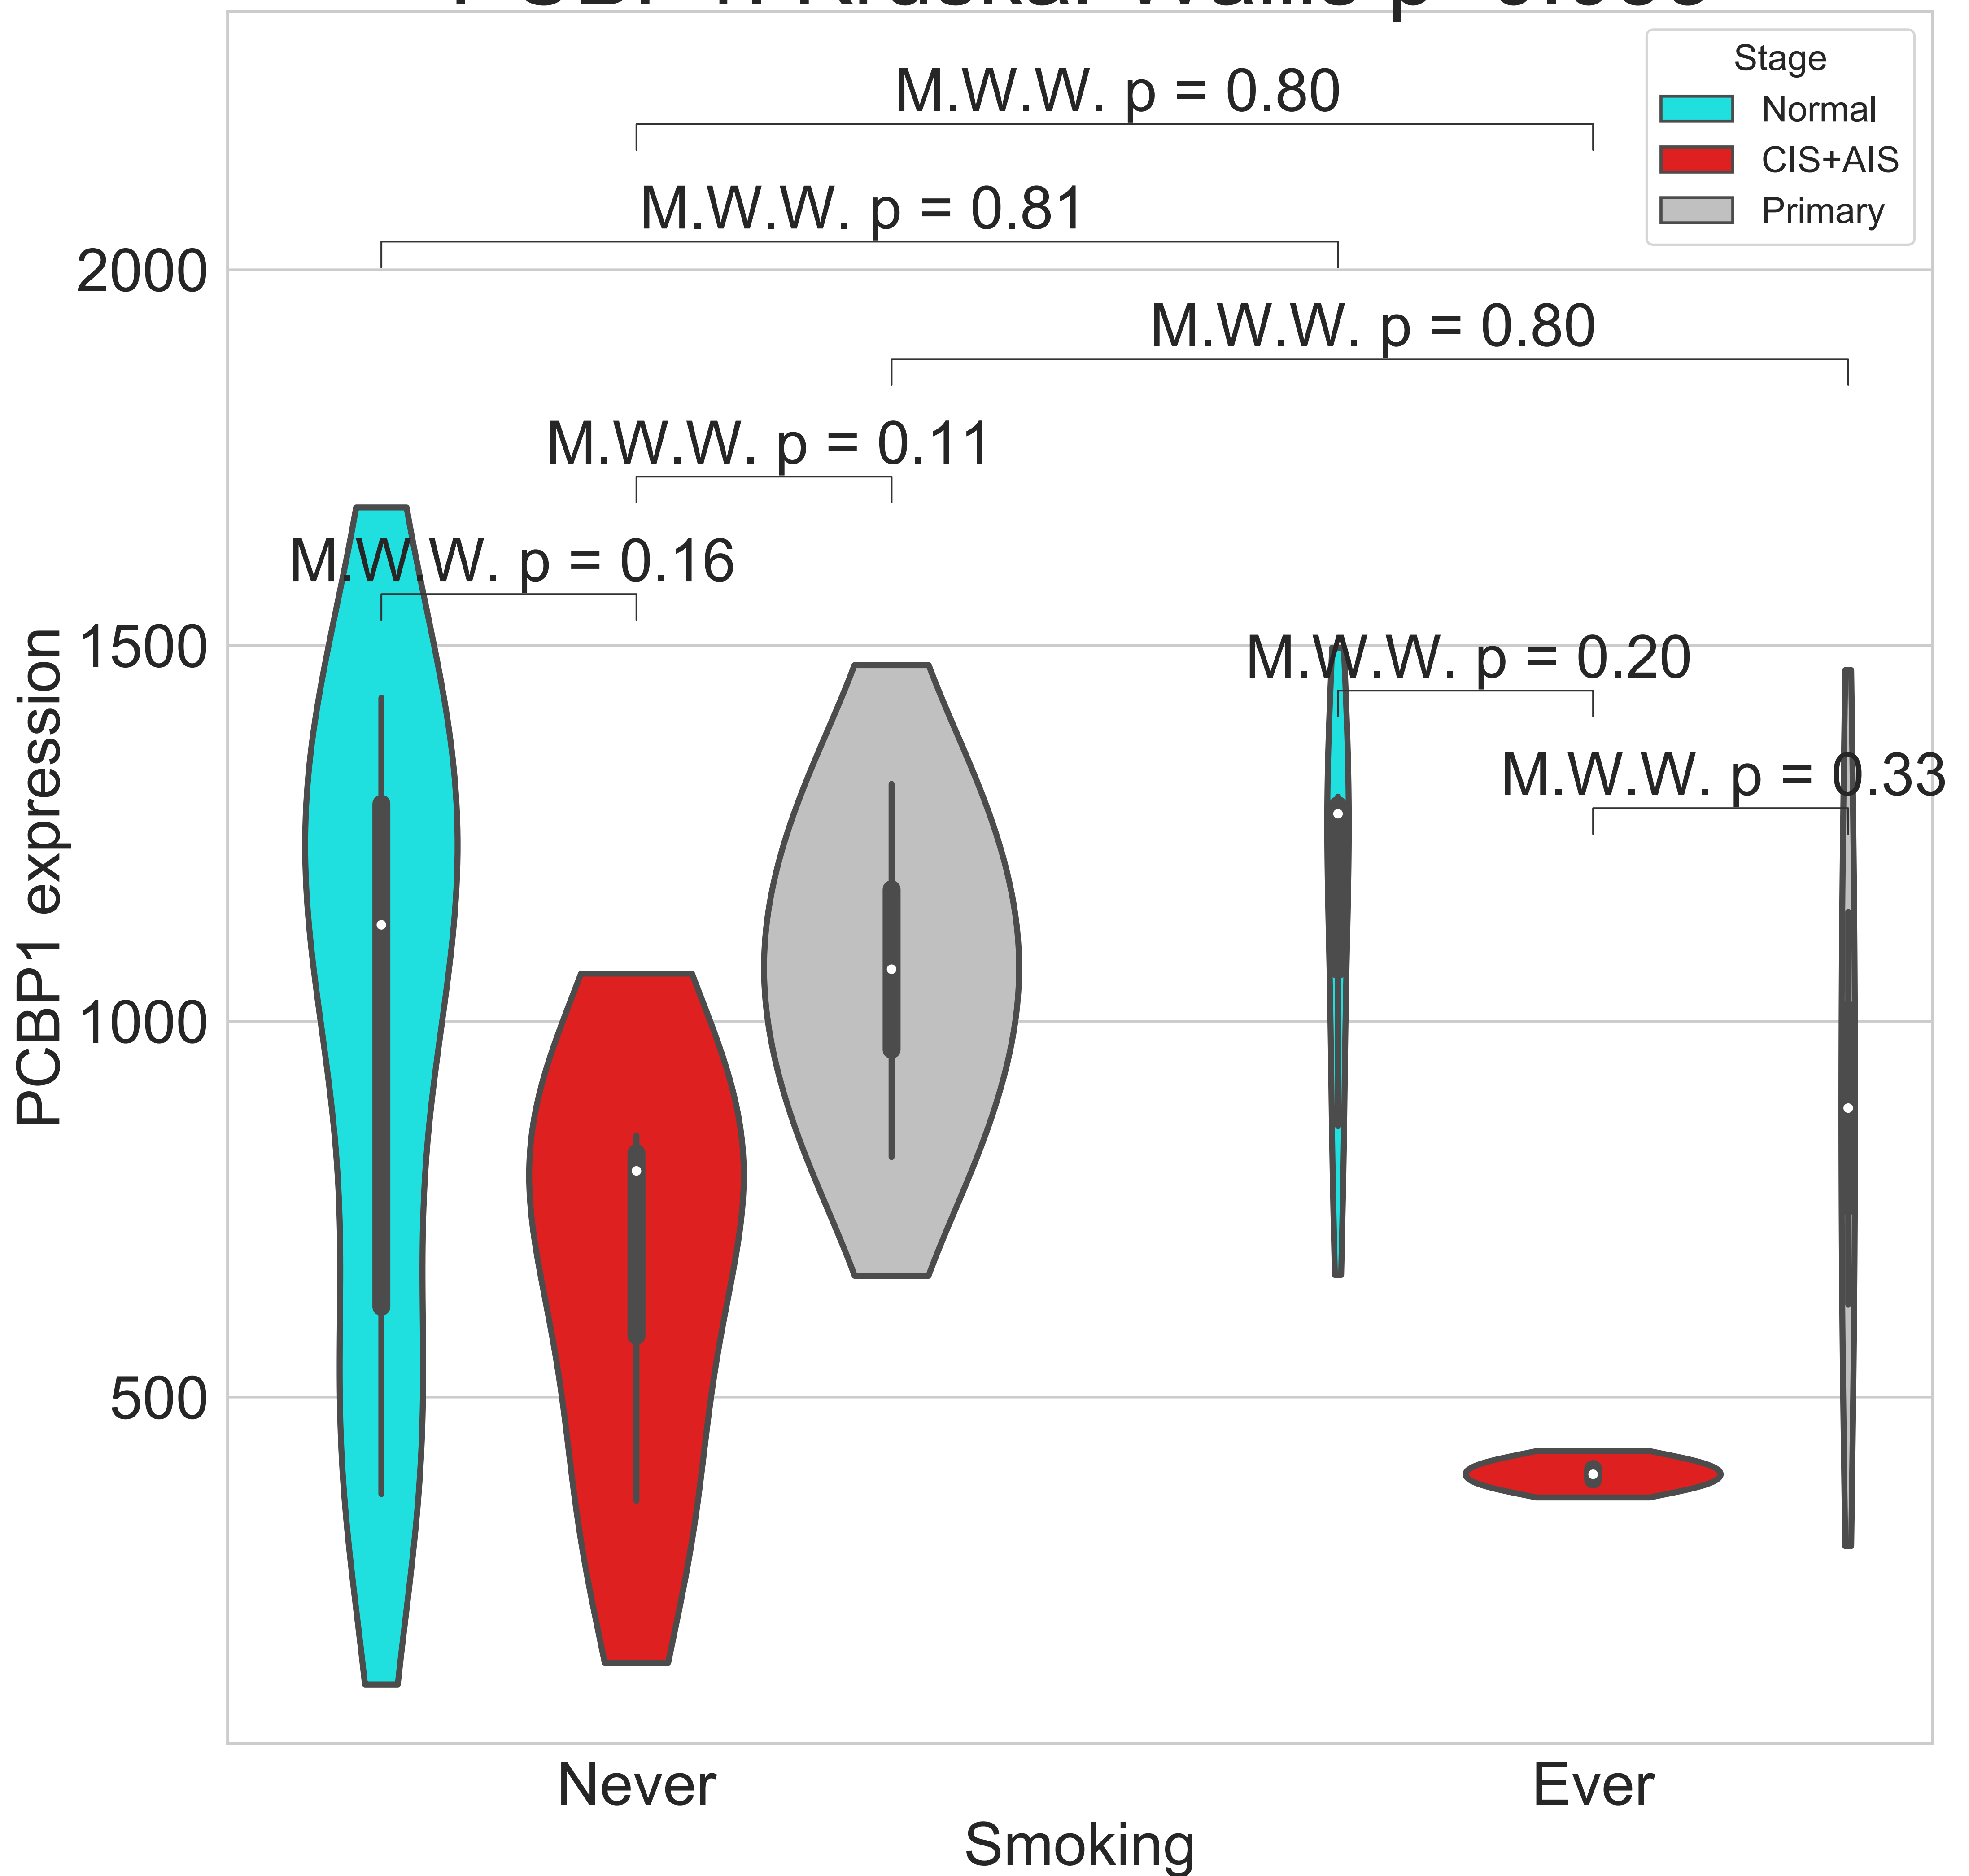 Stage
Normal
CIS+AIS
Primary
M.W.W. p = 0.80
M.W.W. p = 0.81
M.W.W. p = 0.80
M.W.W. p = 0.11
M.W.W. p = 0.16
M.W.W. p = 0.20
M.W.W. p = 0.33
2000
1500
1000
500
PCBP1 expression
Never
Ever
Smoking